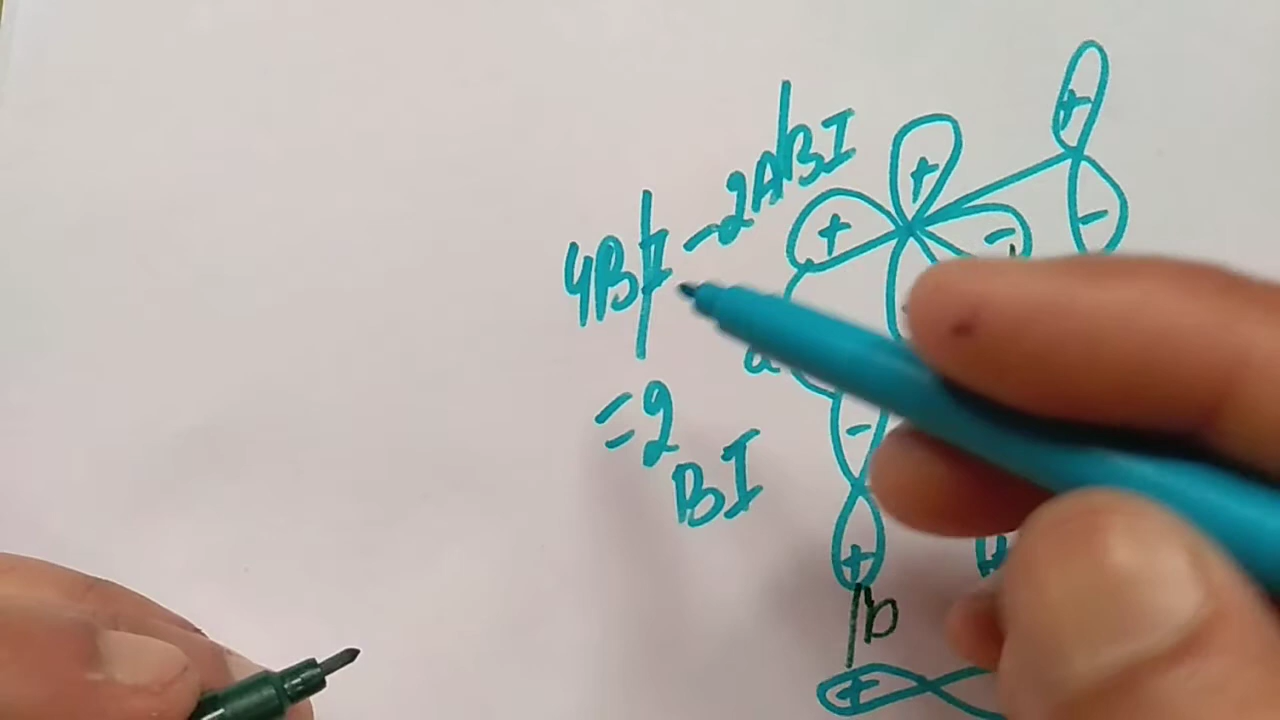 4BI - 2ABI
= 2
BI
+
+
+
-
-
a
-
+
b
+